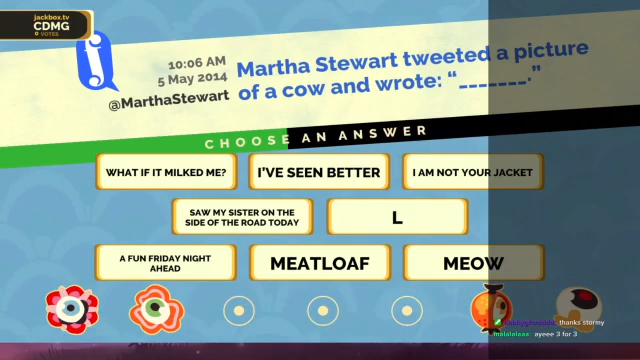 jackbox.tv
CDMG
0 VOTES
10:06 AM
5 May 2014
@MarthaStewart
Martha Stewart tweeted a picture
of a cow and wrote: “_______.”
CHOOSE AN ANSWER
WHAT IF IT MILKED ME?
I'VE SEEN BETTER
I AM NOT YOUR JACKET
SAW MY SISTER ON THE
SIDE OF THE ROAD TODAY
L
A FUN FRIDAY NIGHT
AHEAD
MEATLOAF
MEOW
thanks stormy
malalalaaa: ayeee 3 for 3